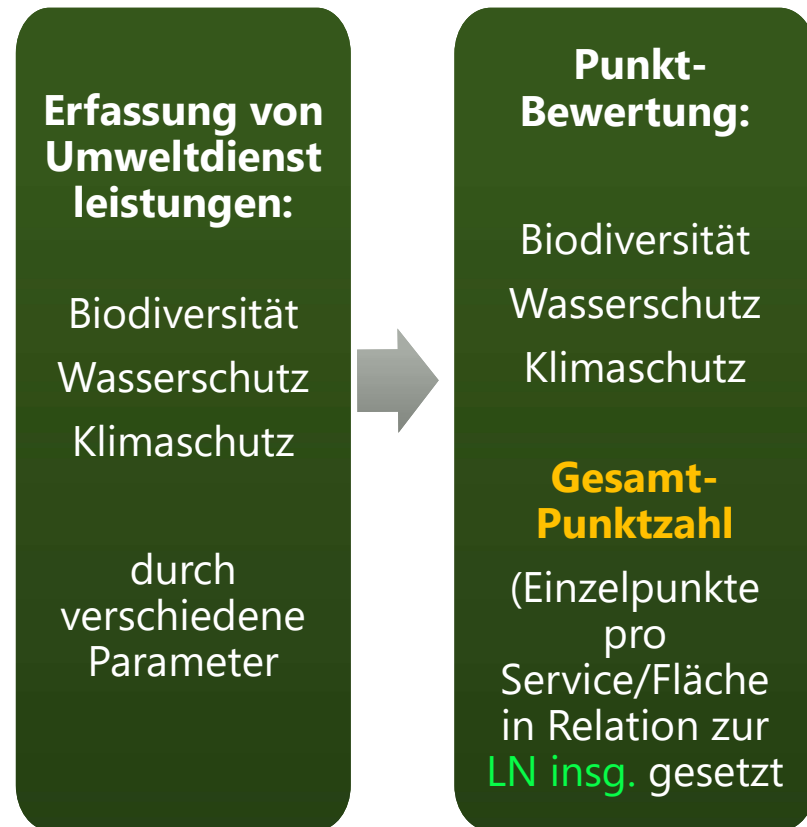 Erfassung von
Umweltdienst
leistungen:
Biodiversität
Wasserschutz
Klimaschutz
durch
verschiedene
Parameter
Punkt-
Bewertung:
Biodiversität
Wasserschutz
Klimaschutz
Gesamt-
Punktzahl
(Einzelpunkte
pro
Service/Fläche
in Relation zur
LN insg. gesetzt